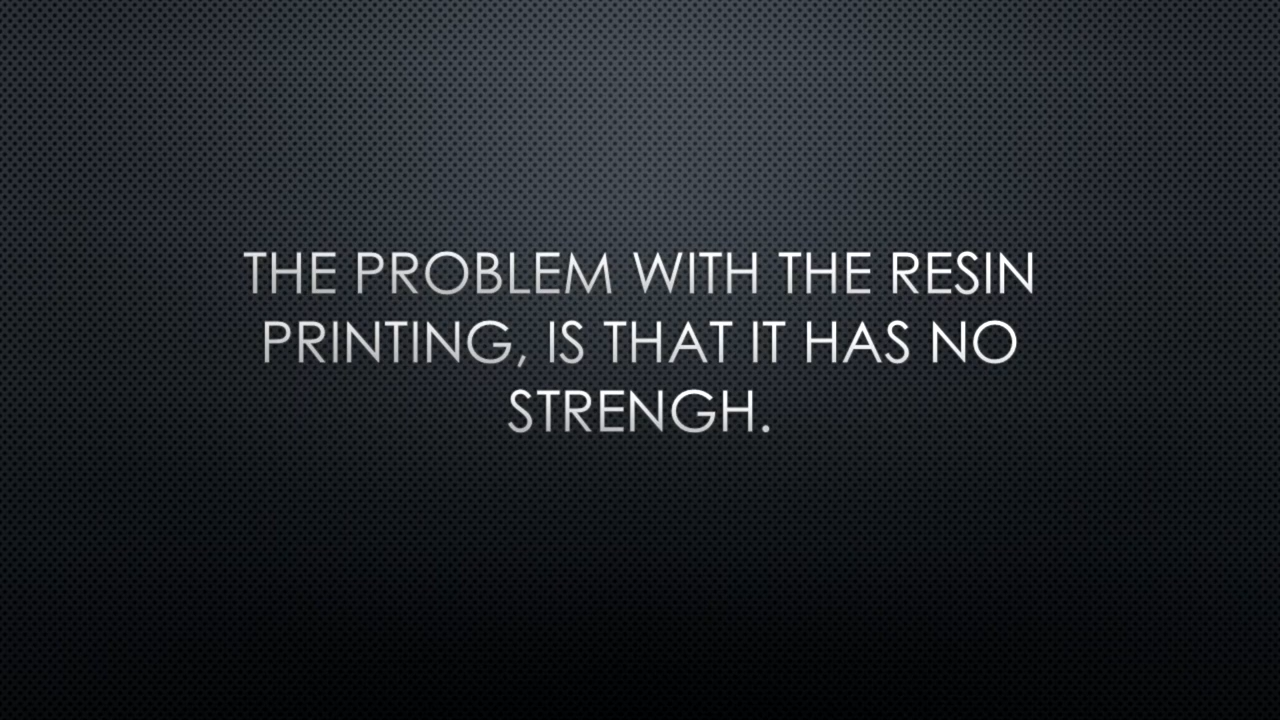 THE PROBLEM WITH THE RESIN
PRINTING, IS THAT IT HAS NO
STRENGH.